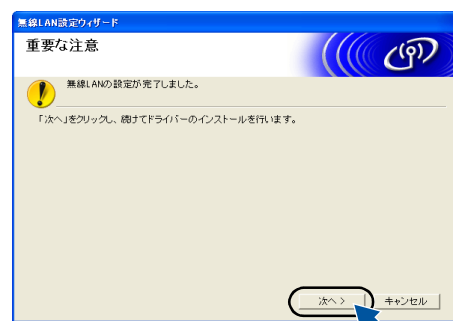 無線LAN設定ウィザード
重要な注意
無線LANの設定が完了しました。
「次へ」をクリックし、続けてドライバーのインストールを行います。
次へ >
キャンセル